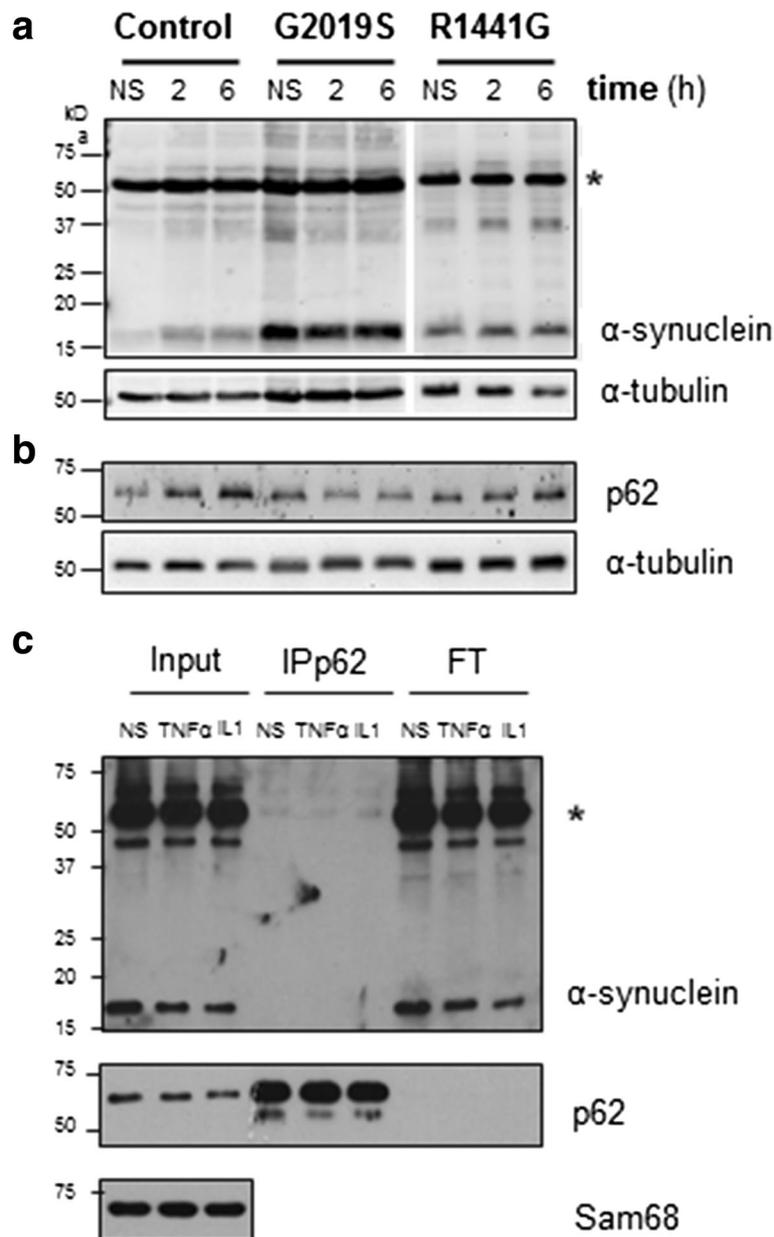 a
Control G2019S R1441G
NS 2 6 NS 2 6 NS 2 6 time (h)
kD
a
75
50 *
37
25
20
α-synuclein
15
50 α-tubulin
b
75
p62
50
50 α-tubulin
c
Input IPp62 FT
NS TNFα IL1 NS TNFα IL1 NS TNFα IL1
75
*
50
37
25
20
α-synuclein
15
75
p62
50
75
Sam68